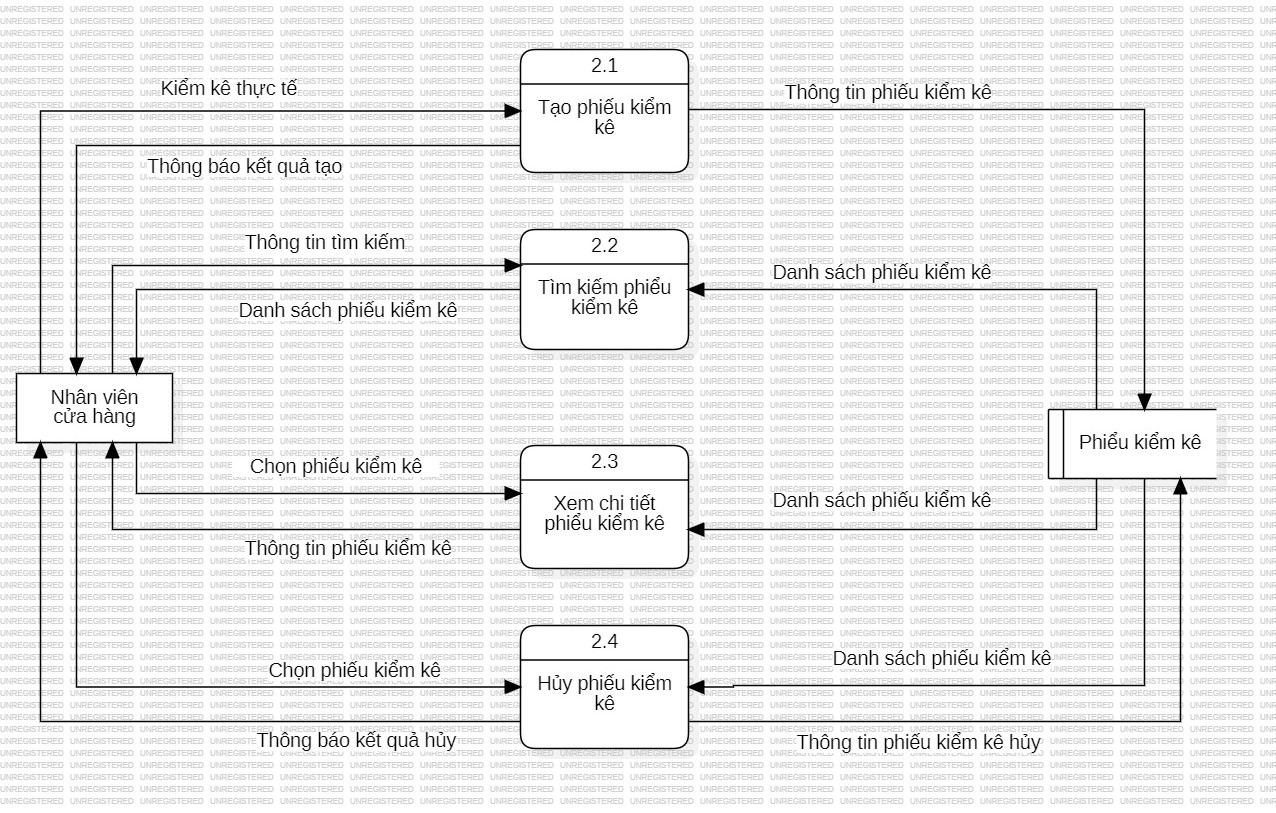 2.1
Kiểm kê thực tế
Thông tin phiếu kiểm kê
Tạo phiếu kiểm
kê
Thông báo kết quả tạo
2.2
Thông tin tìm kiếm
Danh sách phiếu kiểm kê
Tìm kiếm phiếu
kiểm kê
Danh sách phiếu kiểm kê
Nhân viên
cửa hàng
Phiếu kiểm kê
2.3
Chọn phiếu kiểm kê
Danh sách phiếu kiểm kê
Xem chi tiết
phiếu kiểm kê
Thông tin phiếu kiểm kê
2.4
Danh sách phiếu kiểm kê
Chọn phiếu kiểm kê
Hủy phiếu kiểm
kê
Thông báo kết quả hủy
Thông tin phiếu kiểm kê hủy
UNREGISTERED